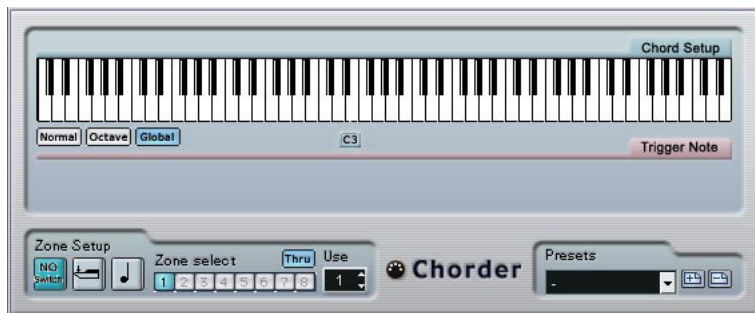 Chord Setup
Normal Octave Global
C3
Trigger Note
Zone Setup
NO Switch
Zone select Thru Use
1 2 3 4 5 6 7 8 1
Chorder
Presets
-